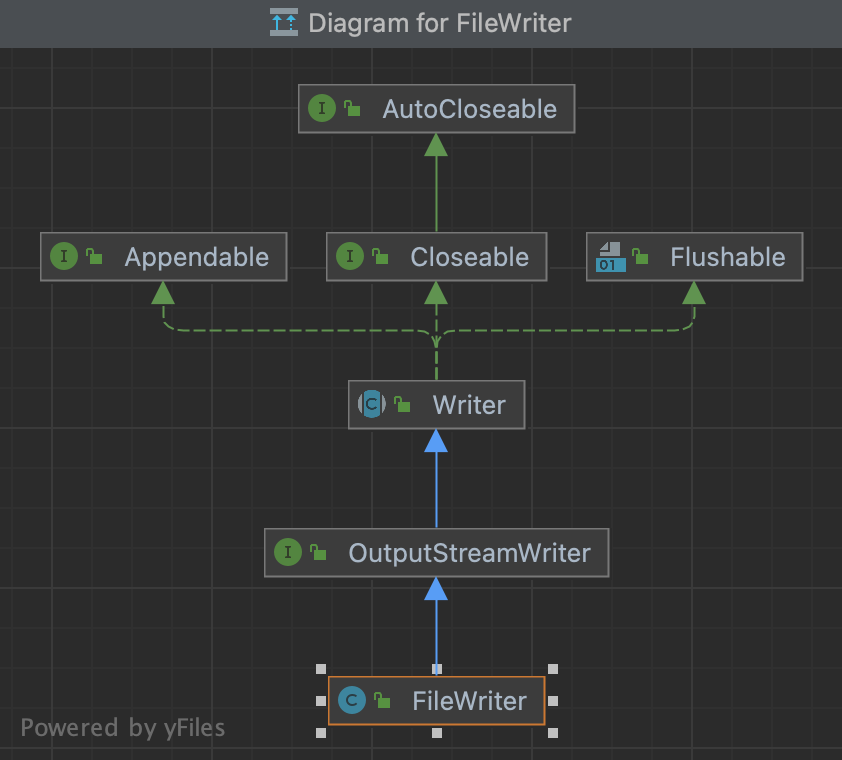 Diagram for FileWriter
I AutoCloseable
I Appendable
I Closeable
01 Flushable
C Writer
I OutputStreamWriter
C FileWriter
Powered by yFiles